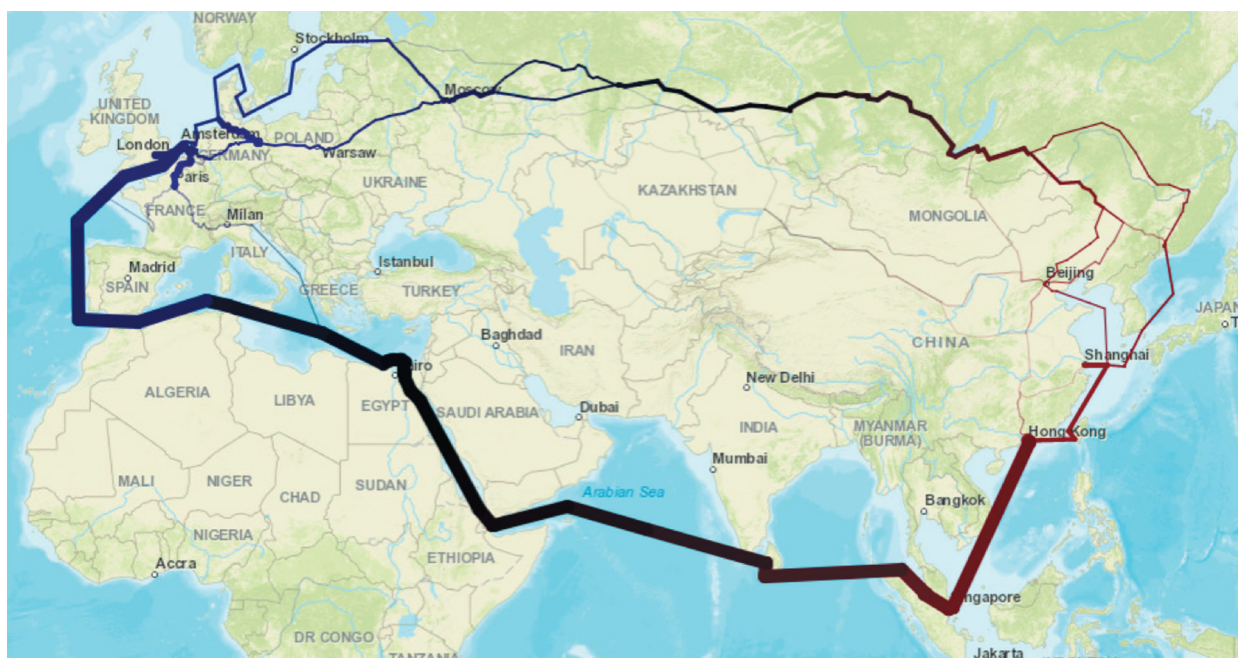 NORWAY
Stockholm
Moscow
UNITED
KINGDOM
Amsterdam
London
GERMANY
POLAND
Warsaw
Paris
UKRAINE
KAZAKHSTAN
MONGOLIA
FRANCE
Milan
ITALY
Madrid
SPAIN
Istanbul
GREECE
TURKEY
Beijing
JAPAN
T
Baghdad
IRAN
CHINA
Shanghai
iro
ALGERIA
LIBYA
EGYPT
SAUDI ARABIA
Dubai
New Delhi
INDIA
MYANMAR
(BURMA)
Hong Kong
Mumbai
MALI
NIGER
CHAD
SUDAN
Arabian Sea
Bangkok
NIGERIA
ETHIOPIA
Accra
ngapore
DR CONGO
TANZANIA
Jakarta